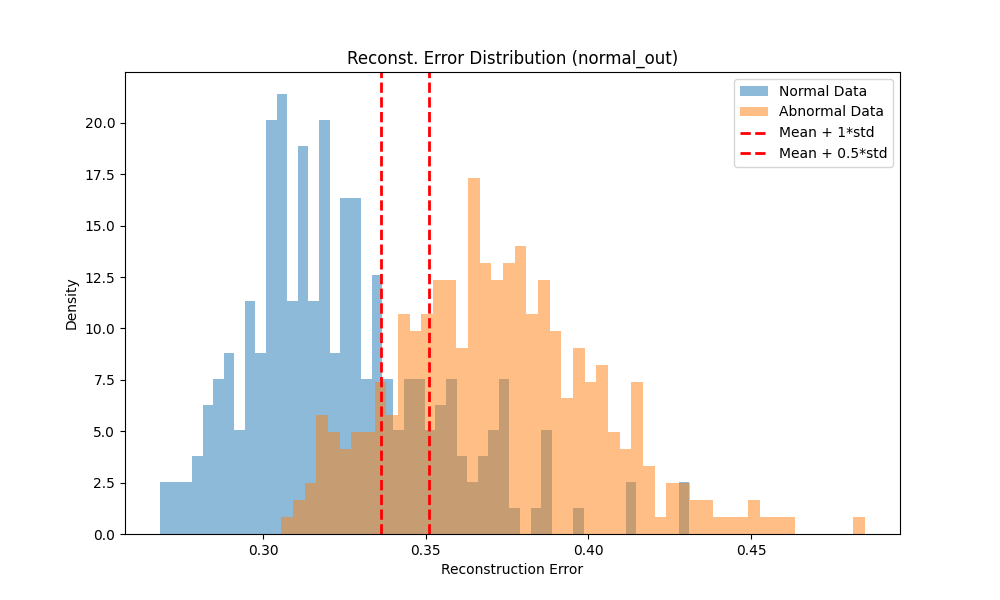 Reconst. Error Distribution (normal_out)
Normal Data
Abnormal Data
Mean + 1*std
Mean + 0.5*std
20.0
17.5
15.0
12.5
10.0
7.5
5.0
2.5
0.0
Density
0.30
0.35
0.40
0.45
Reconstruction Error